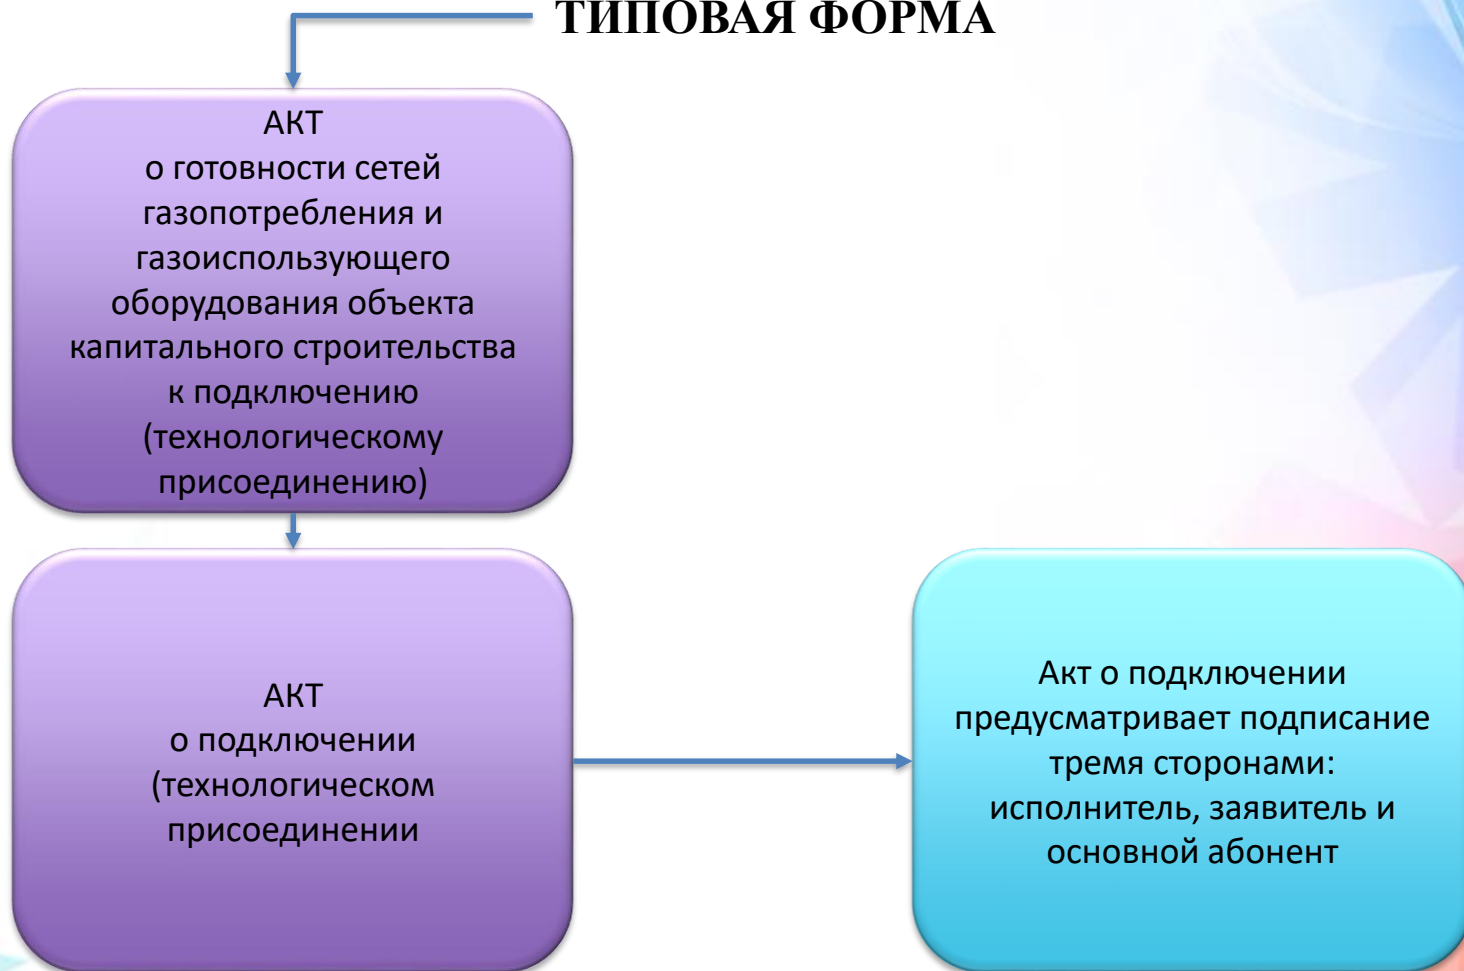 ТИПОВАЯ ФОРМА
АКТ
о готовности сетей
газопотребления и
газоиспользующего
оборудования объекта
капитального строительства
к подключению
(технологическому
присоединению)
АКТ
о подключении
(технологическом
присоединении
Акт о подключении
предусматривает подписание
тремя сторонами:
исполнитель, заявитель и
основной абонент